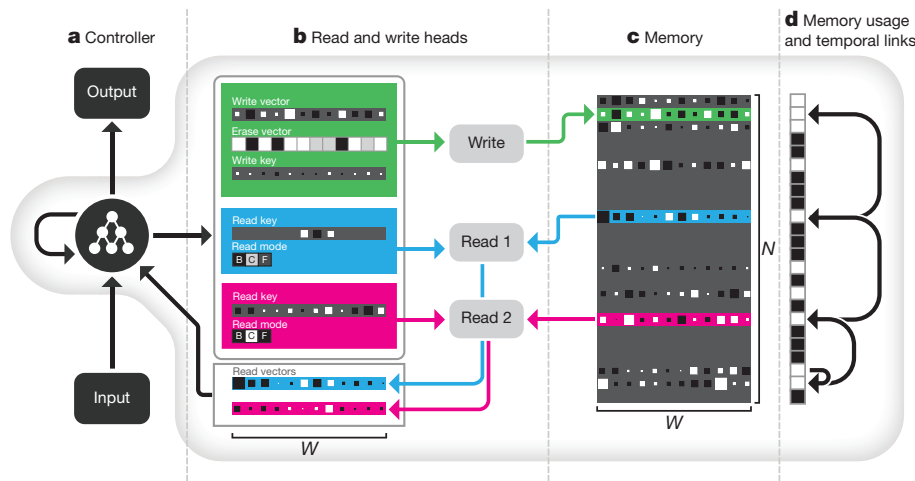 a Controller
b Read and write heads
c Memory
d Memory usage
and temporal links
Output
Input
Write vector
Erase vector
Write key
Read key
Read mode
B C F
Read key
Read mode
B C F
Read vectors
W
Write
Read 1
Read 2
N
W